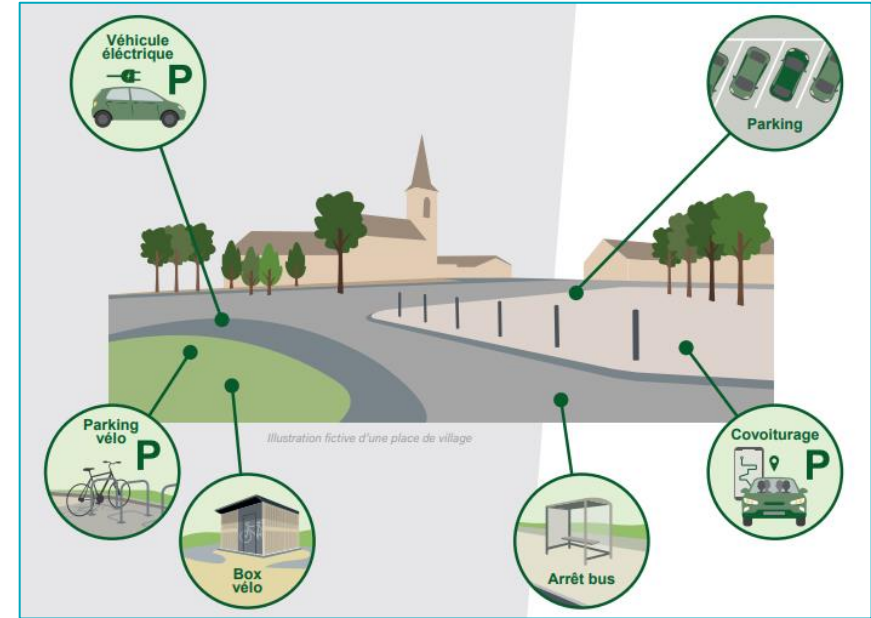 Véhicule
éléctrique
P
Parking
Illustration fictive d'une place de village
Parking
vélo
P
Box
vélo
Arrêt bus
Covoiturage
P